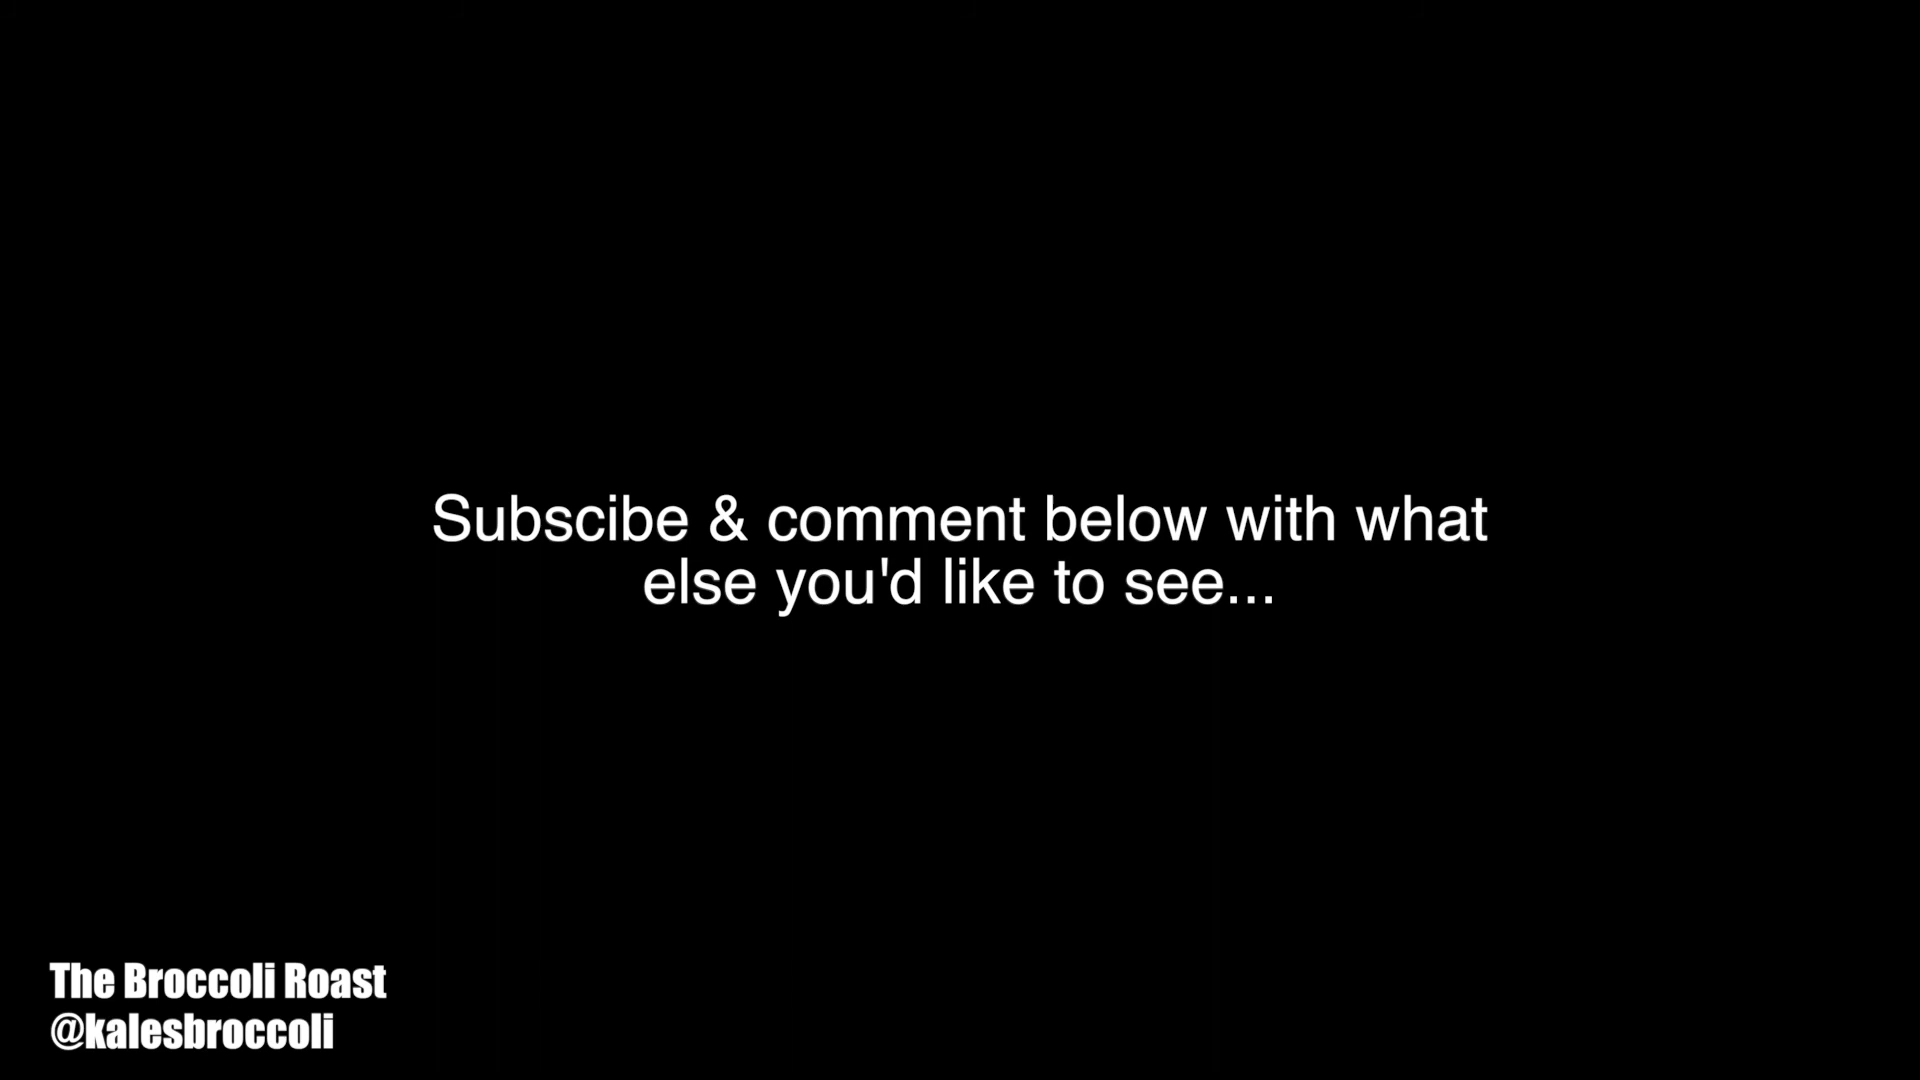 Subscibe & comment below with what
else you'd like to see...
The Broccoli Roast
@kalesbroccoli